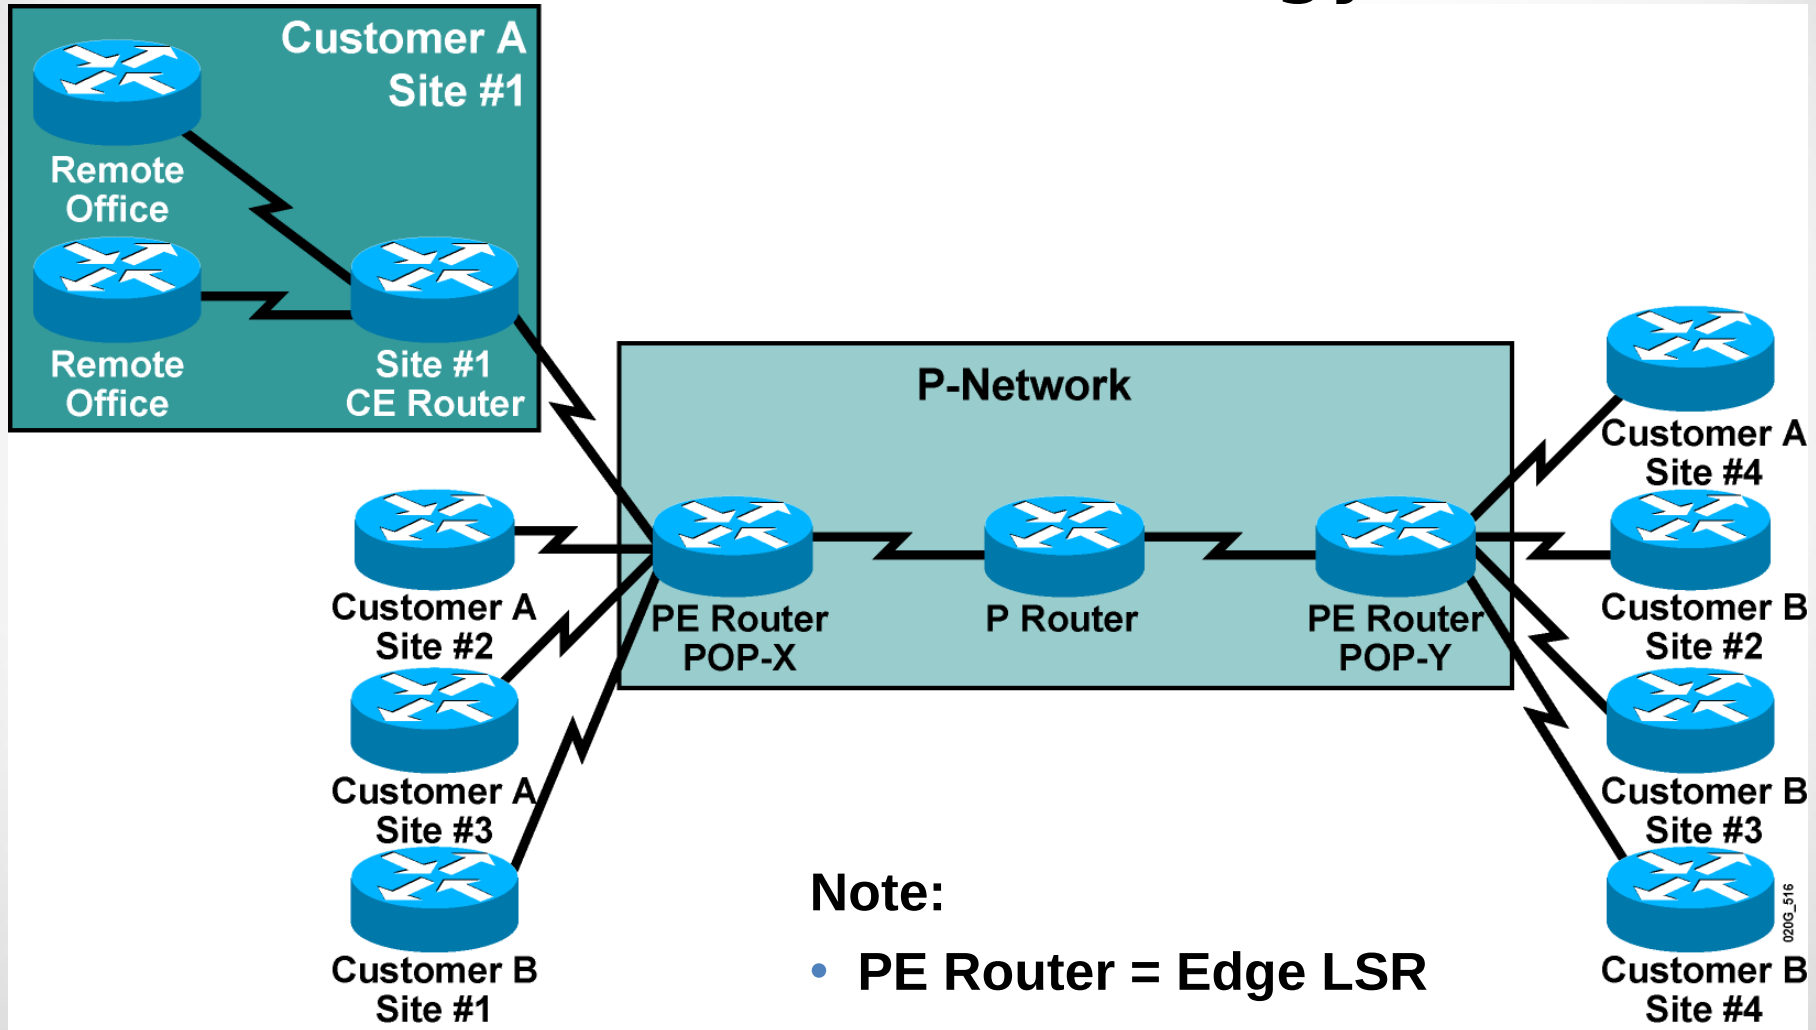 Customer A
Site #1
Remote
Office
Remote
Office
Site #1
CE Router
P-Network
Customer A
Site #2
Customer A
Site #3
Customer B
Site #1
PE Router
POP-X
P Router
PE Router
POP-Y
Customer A
Site #4
Customer B
Site #2
Customer B
Site #3
Customer B
Site #4
Note:
• PE Router = Edge LSR
020G_516